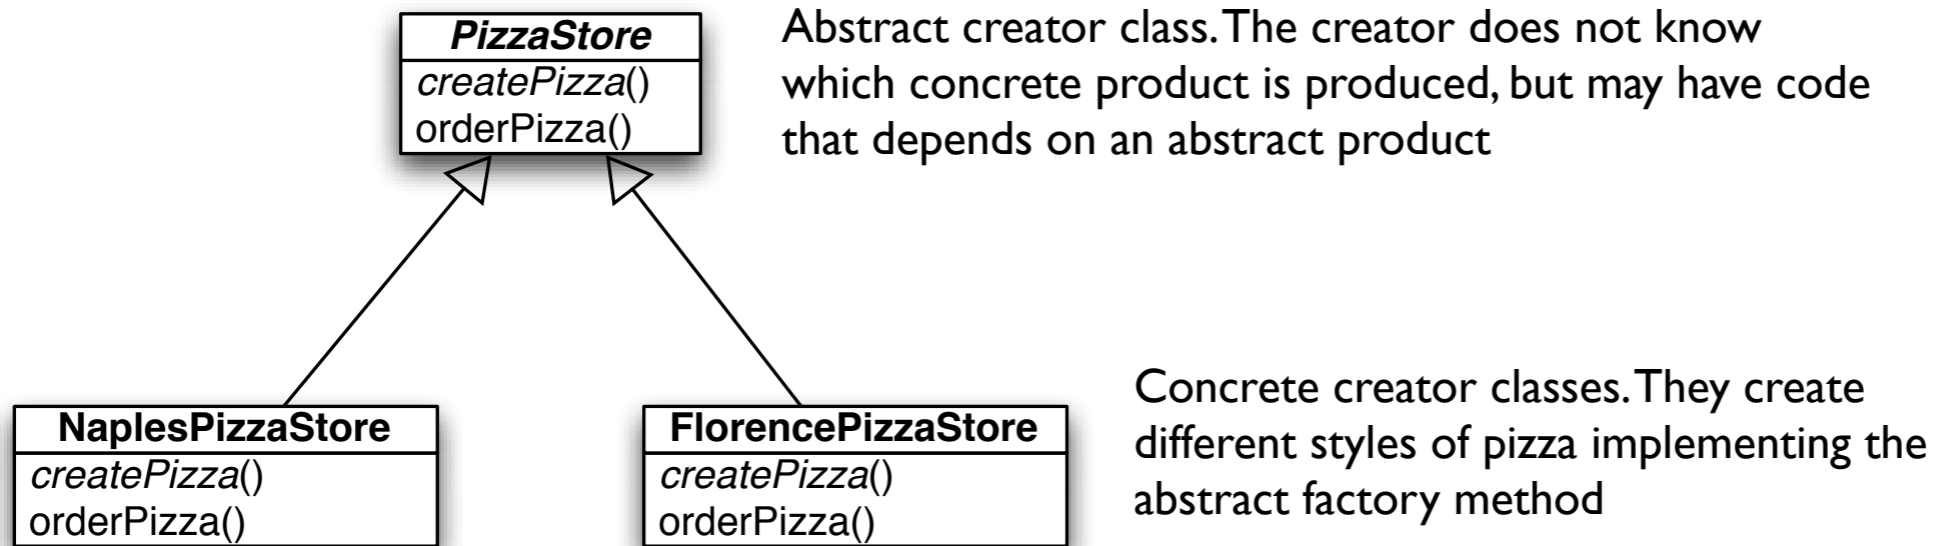 PizzaStore
createPizza()
orderPizza()
Abstract creator class. The creator does not know
which concrete product is produced, but may have code
that depends on an abstract product
NaplesPizzaStore
createPizza()
orderPizza()
FlorencePizzaStore
createPizza()
orderPizza()
Concrete creator classes. They create
different styles of pizza implementing the
abstract factory method